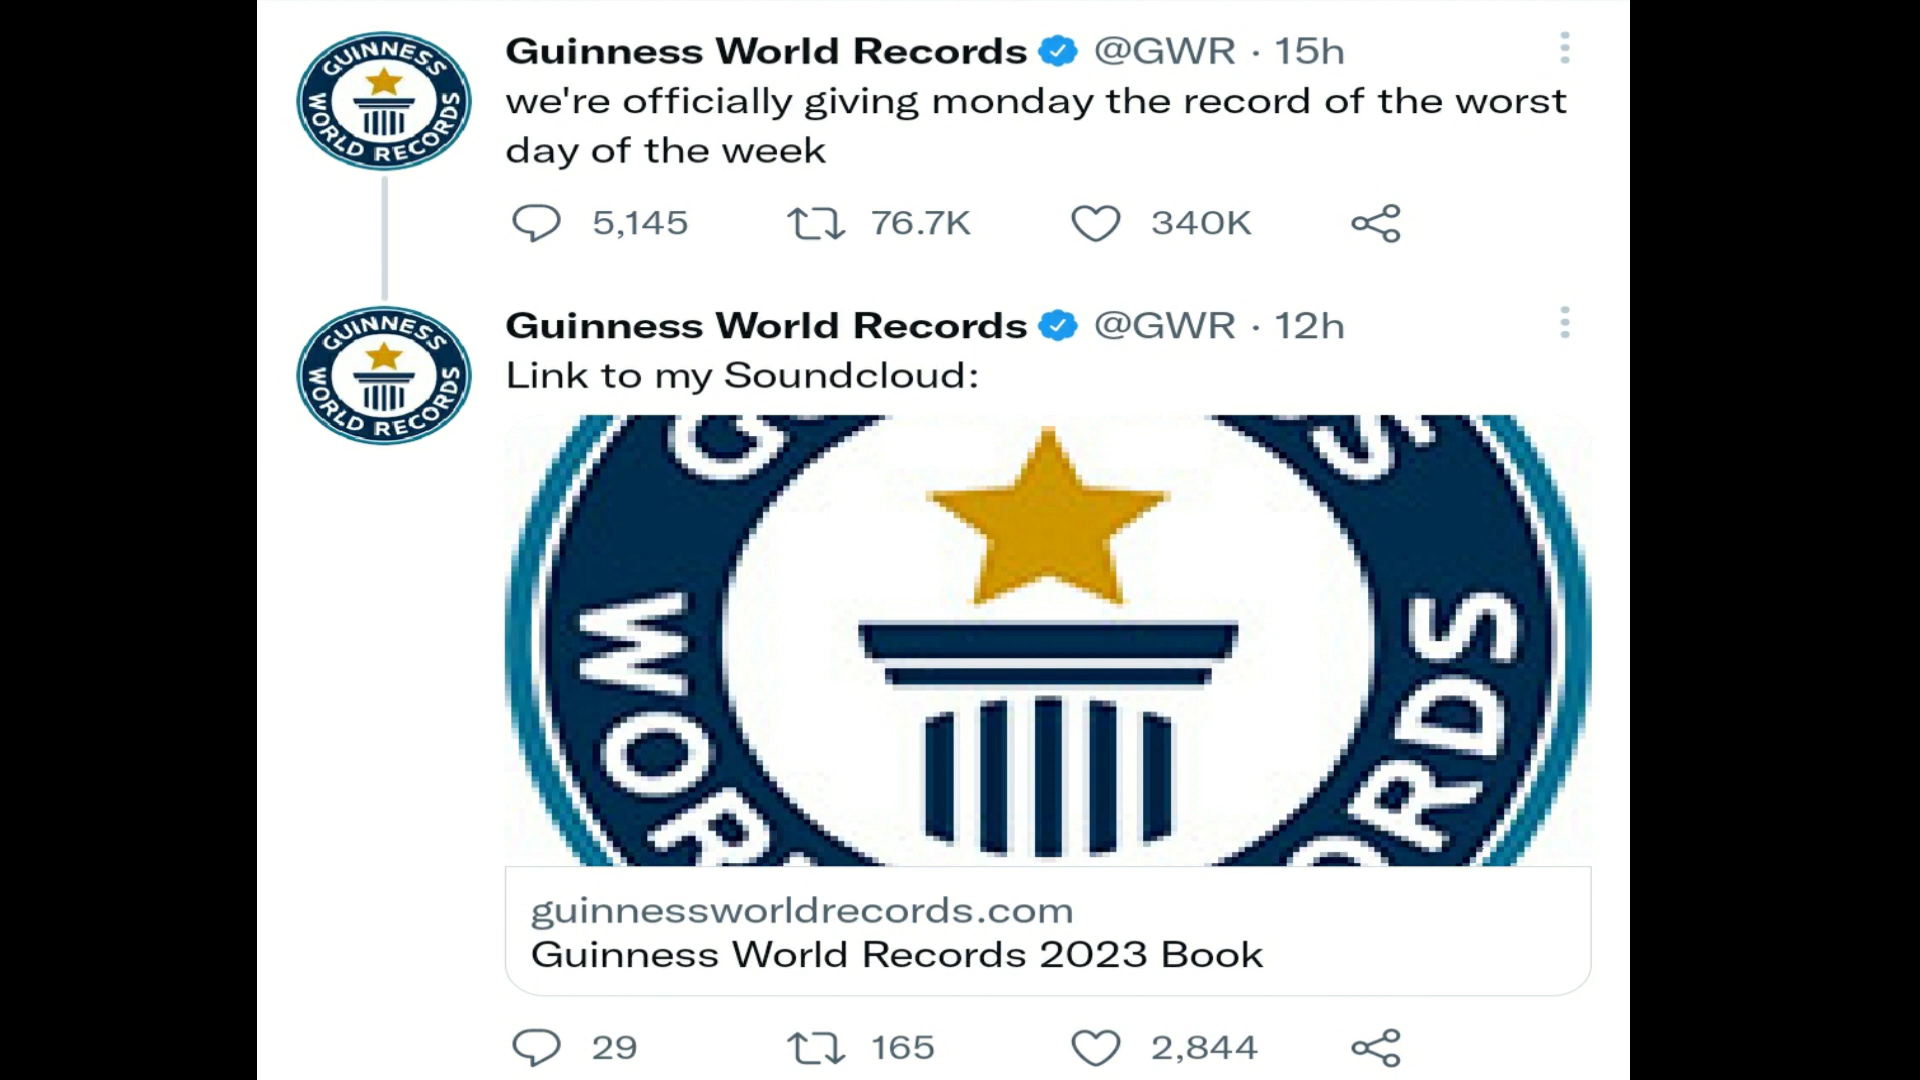 GUINNESS WORLD RECORDS
Guinness World Records @GWR · 15h
we're officially giving monday the record of the worst
day of the week
5,145 76.7K 340K
GUINNESS WORLD RECORDS
Guinness World Records @GWR · 12h
Link to my Soundcloud:
G S
WOR ORDS
guinnessworldrecords.com
Guinness World Records 2023 Book
29 165 2,844